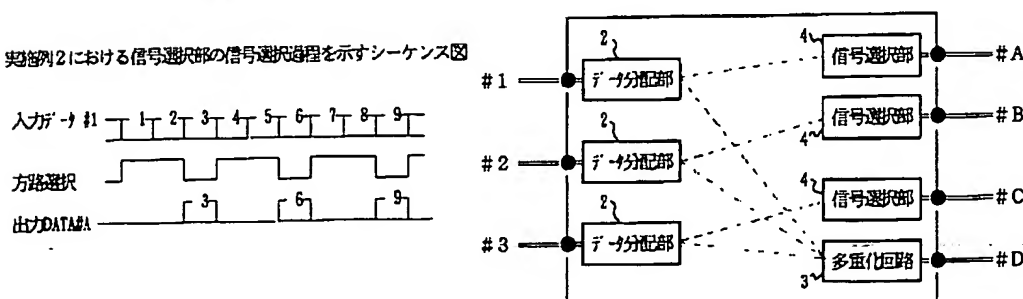 実施例2における信号選択部の信号選択過程を示すシーケンス図
入力データ #1 1 2 3 4 5 6 7 8 9
方路選択
出力DATA#A 3 6 9
#1 2 データ分配部
#2 2 データ分配部
#3 2 データ分配部
4 信号選択部 #A
信号選択部 4 #B
4 信号選択部 #C
多重化回路 3 #D